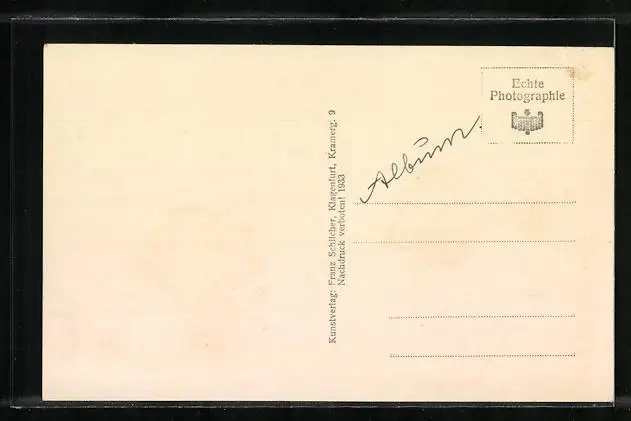 Echte
Photographie
Album.
Kunstverlag: Franz Schilcher, Klagenfurt, Kramerg. 9
Nachdruck verboten! 1933